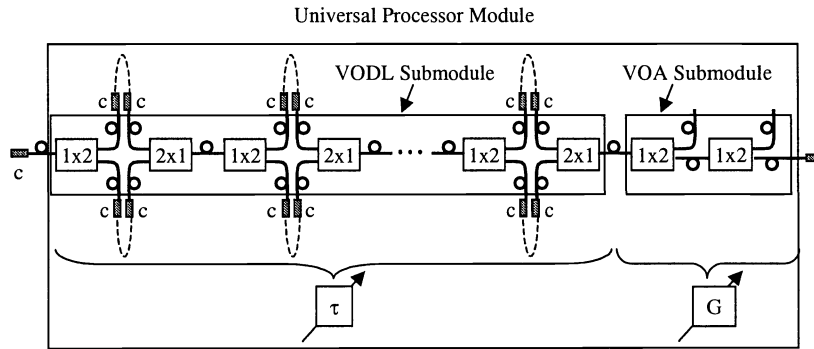 Universal Processor Module
VODL Submodule
VOA Submodule
c c c c c c
1x2 2x1 1x2 2x1 ... 1x2 2x1 1x2 1x2
c
c c c c c c
τ G